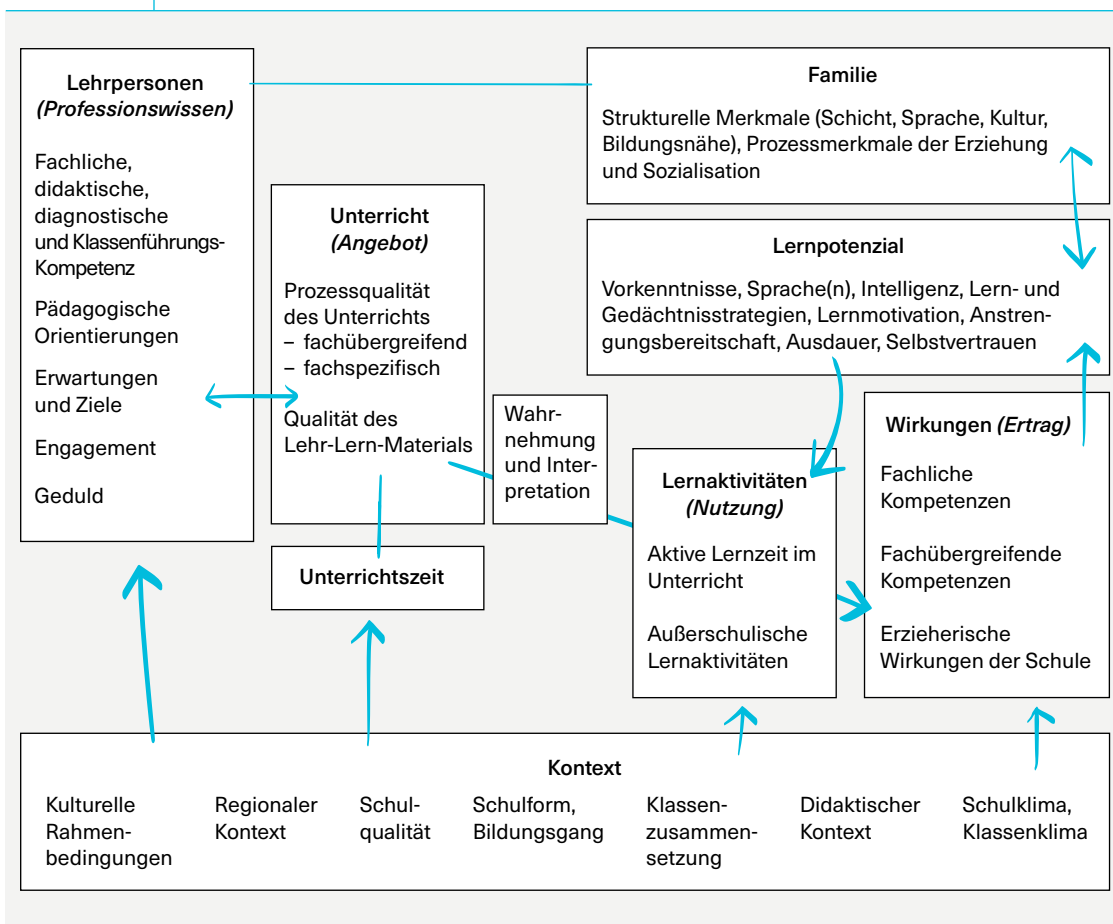 Lehrpersonen
(Professionswissen)
Fachliche,
didaktische,
diagnostische
und Klassenführungs-
Kompetenz
Pädagogische
Orientierungen
Erwartungen
und Ziele
Engagement
Geduld
Unterricht
(Angebot)
Prozessqualität
des Unterrichts
– fachübergreifend
– fachspezifisch
Qualität des
Lehr-Lern-Materials
Unterrichtszeit
Wahr-
nehmung
und Inter-
pretation
Familie
Strukturelle Merkmale (Schicht, Sprache, Kultur,
Bildungsnähe), Prozessmerkmale der Erziehung
und Sozialisation
Lernpotenzial
Vorkenntnisse, Sprache(n), Intelligenz, Lern- und
Gedächtnisstrategien, Lernmotivation, Anstren-
gungsbereitschaft, Ausdauer, Selbstvertrauen
Lernaktivitäten
(Nutzung)
Aktive Lernzeit im
Unterricht
Außerschulische
Lernaktivitäten
Wirkungen (Ertrag)
Fachliche
Kompetenzen
Fachübergreifende
Kompetenzen
Erzieherische
Wirkungen der Schule
Kontext
Kulturelle
Rahmen-
bedingungen
Regionaler
Kontext
Schul-
qualität
Schulform,
Bildungsgang
Klassen-
zusammen-
setzung
Didaktischer
Kontext
Schulklima,
Klassenklima